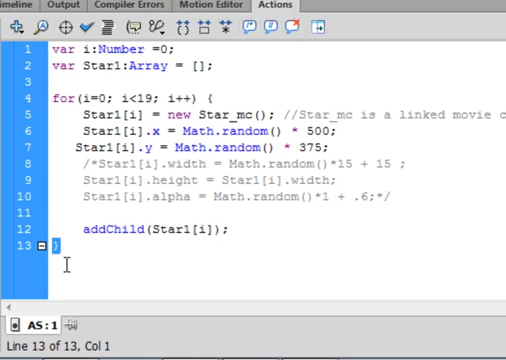 imeline Output Compiler Errors Motion Editor Actions
1 var i:Number =0;
2 var Star1:Array = [];
3
4 for(i=0; i<19; i++) {
5 Star1[i] = new Star_mc(); //Star_mc is a linked movie c
6 Star1[i].x = Math.random() * 500;
7 Star1[i].y = Math.random() * 375;
8 /*Star1[i].width = Math.random()*15 + 15 ;
9 Star1[i].height = Star1[i].width;
10 Star1[i].alpha = Math.random()*1 + .6;*/
11
12 addChild(Star1[i]);
13 }
AS:1
Line 13 of 13, Col 1